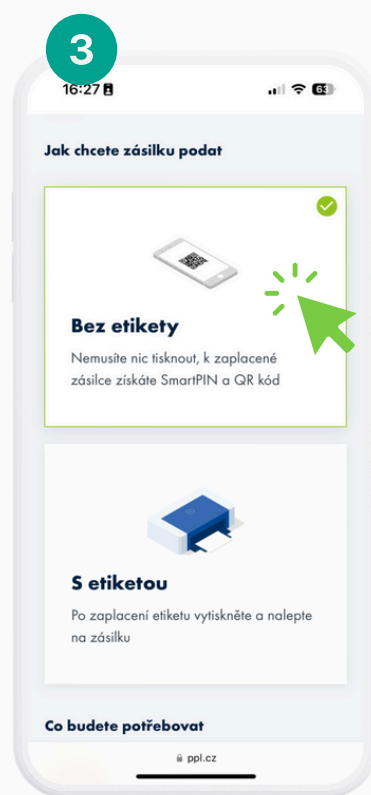 3
16:27
63
Jak chcete zásilku podat
Bez etikety
Nemusíte nic tisknout, k zaplacené
zásilce získáte SmartPIN a QR kód
S etiketou
Po zaplacení etiketu vytiskněte a nalepte
na zásilku
Co budete potřebovat
ppl.cz